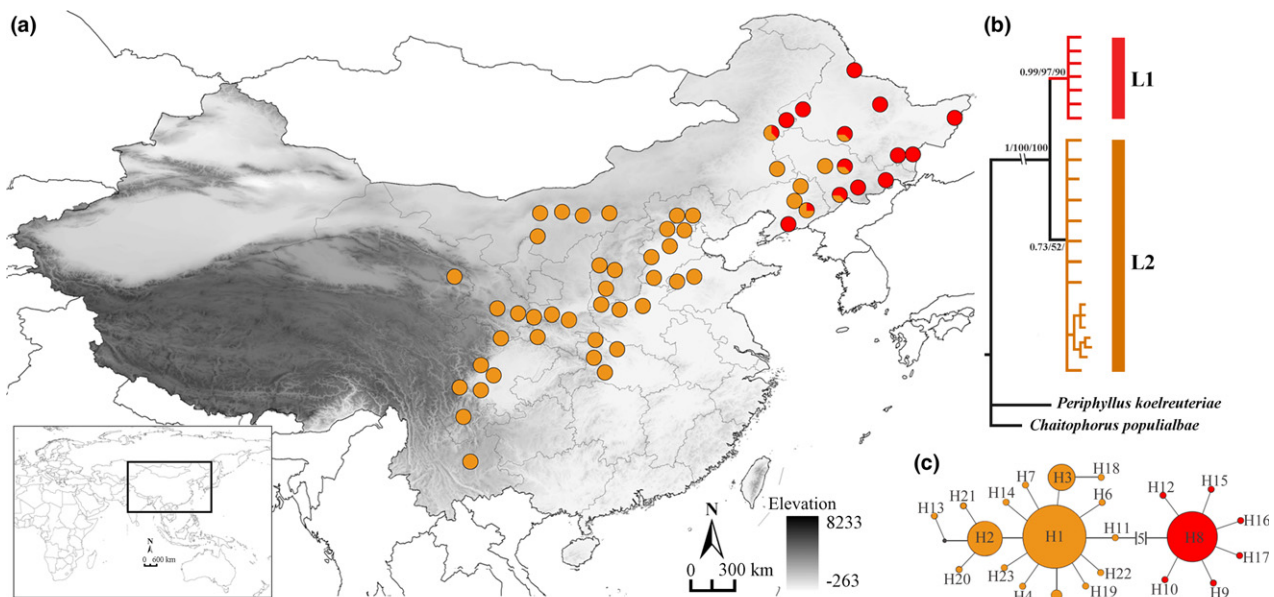 (a)
N
0 600 km
N
0 300 km
Elevation
8233
-263
(b)
0.99/97/90
L1
1/100/100
0.73/52/
L2
Periphyllus koelreuteriae
Chaitophorus populialbae
(c)
H18
H7
H3
H12
H15
H14
H6
H21
H13
H16
H11
H2
H1
|5|
H8
H17
H20
H23
H22
H4
H19
H10
H9